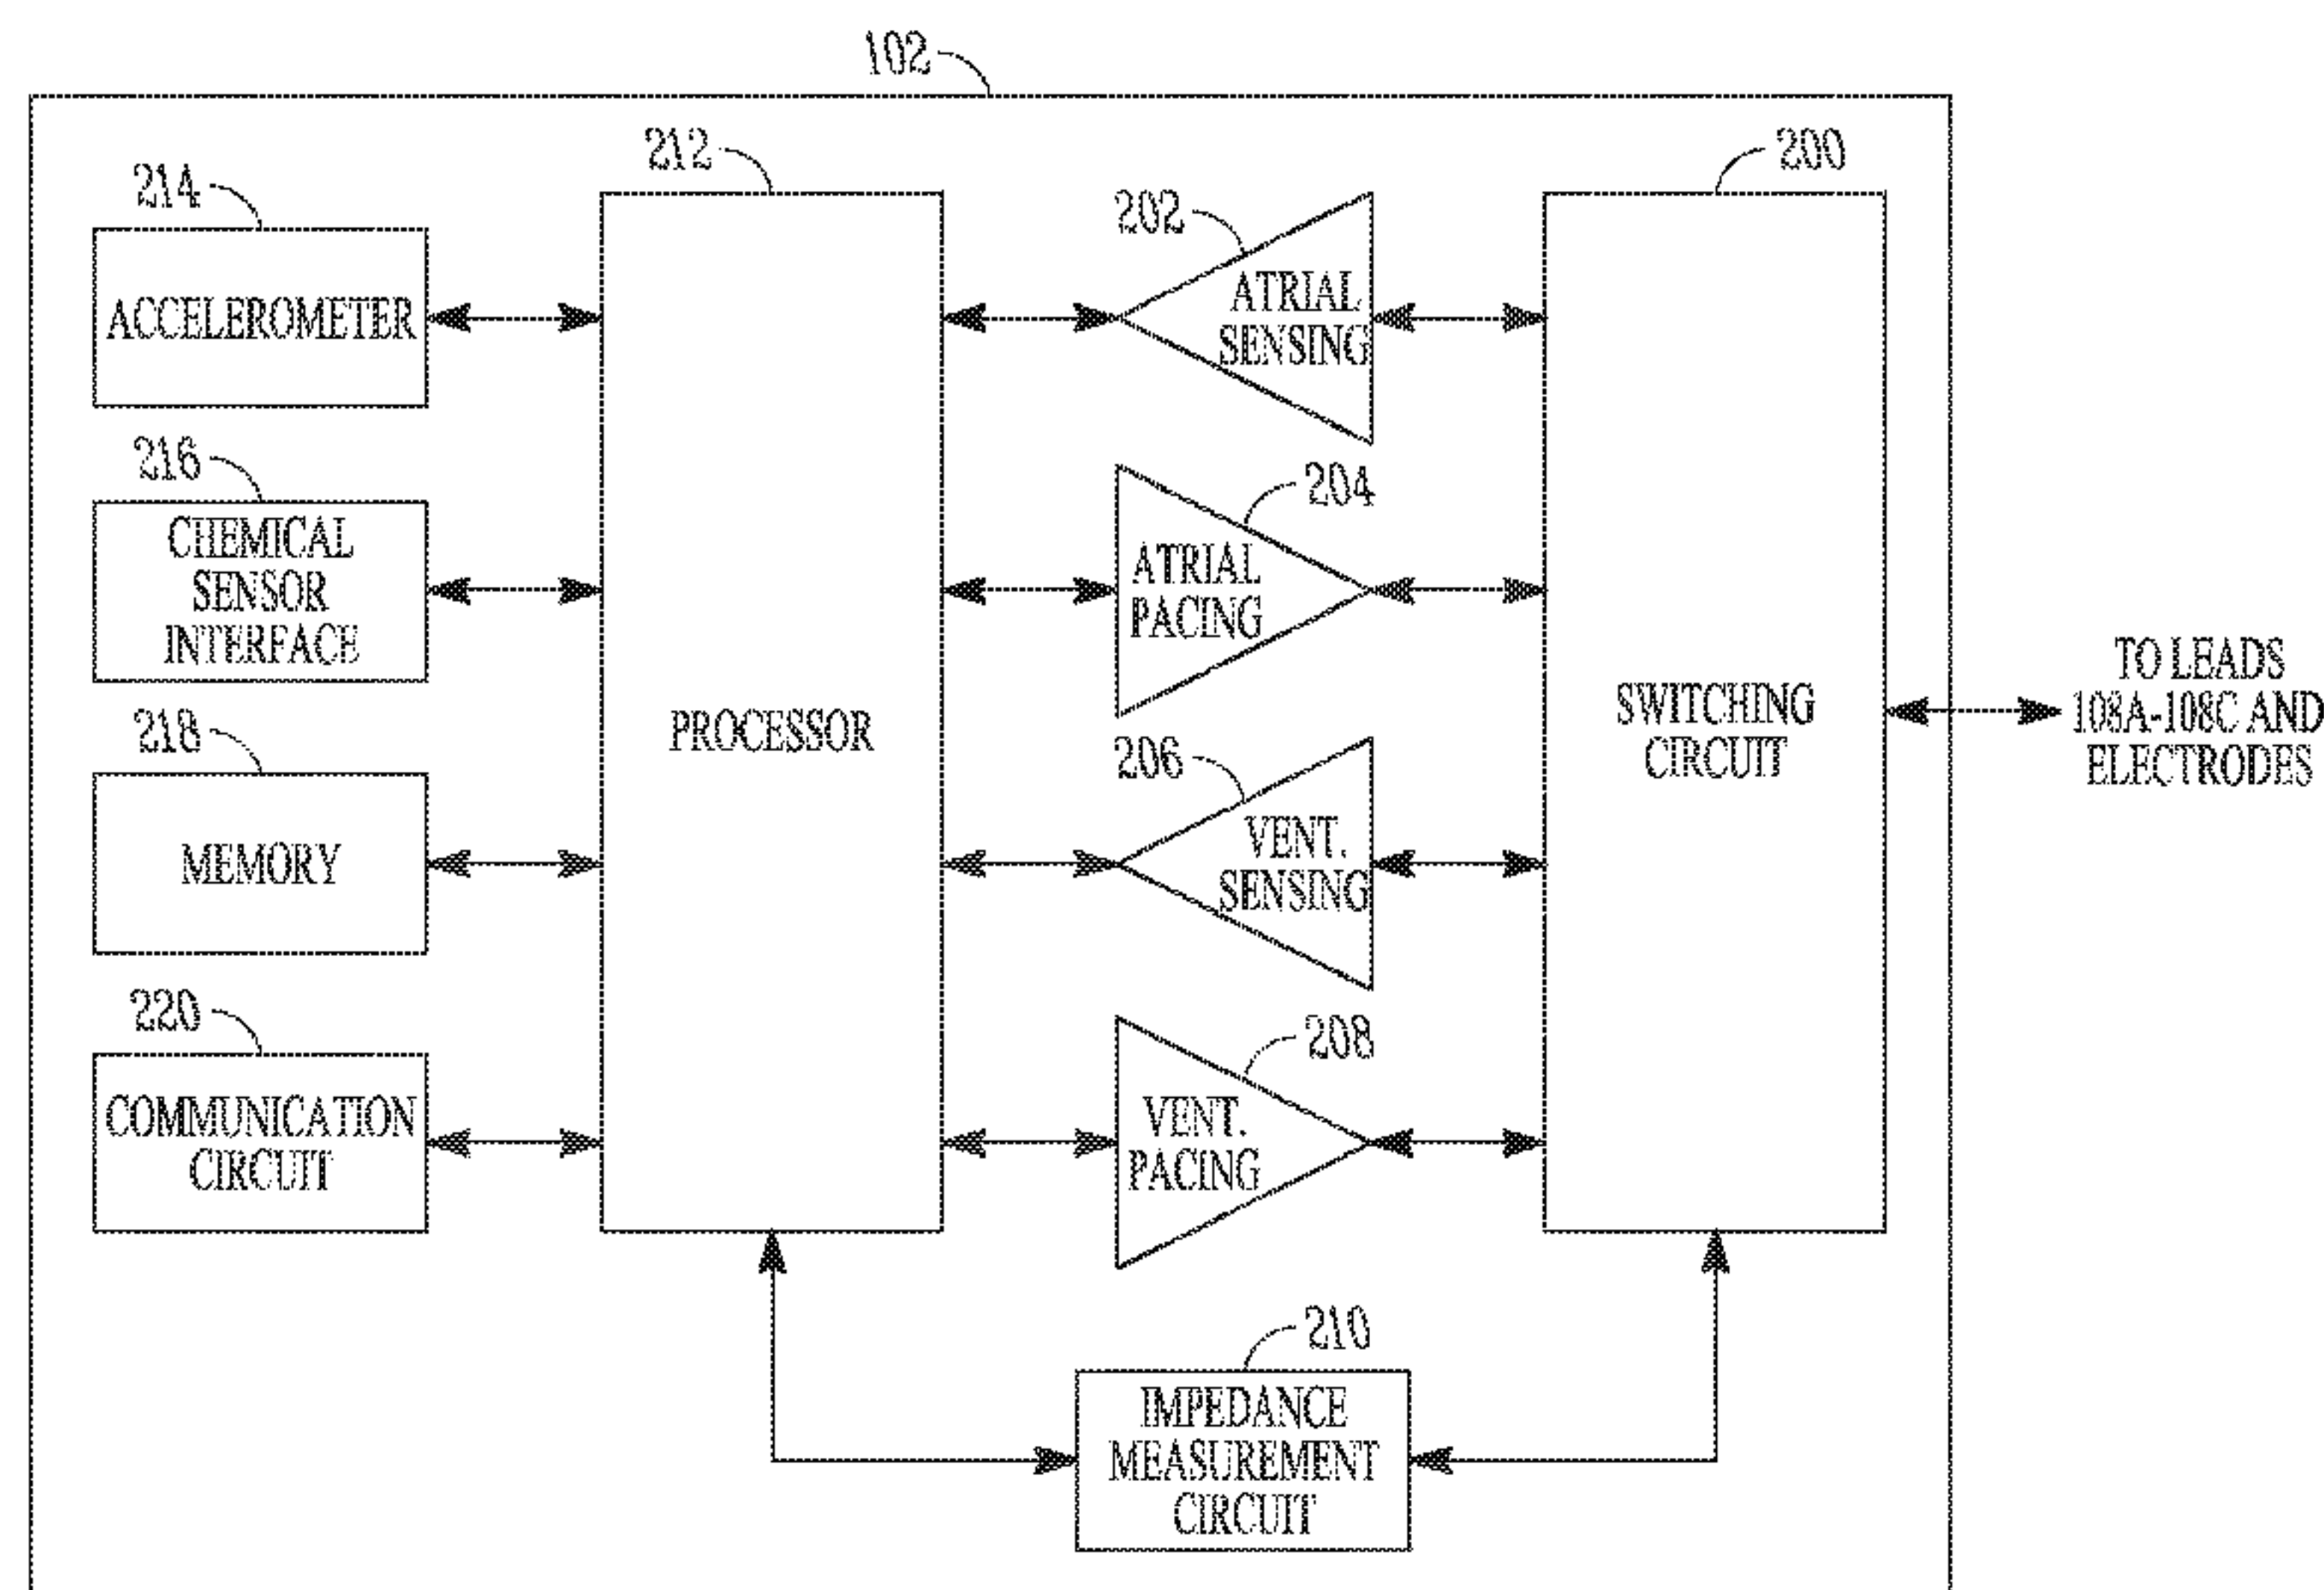 102
212
200
214
202
ACCELEROMETER
ATRIAL
SENSING
216
204
CHEMICAL
SENSOR
INTERFACE
ATRIAL
PACING
PROCESSOR
SWITCHING
CIRCUIT
TO LEADS
108A-108C AND
ELECTRODES
218
206
MEMORY
VENT.
SENSING
220
208
COMMUNICATION
CIRCUIT
VENT.
PACING
210
IMPEDANCE
MEASUREMENT
CIRCUIT